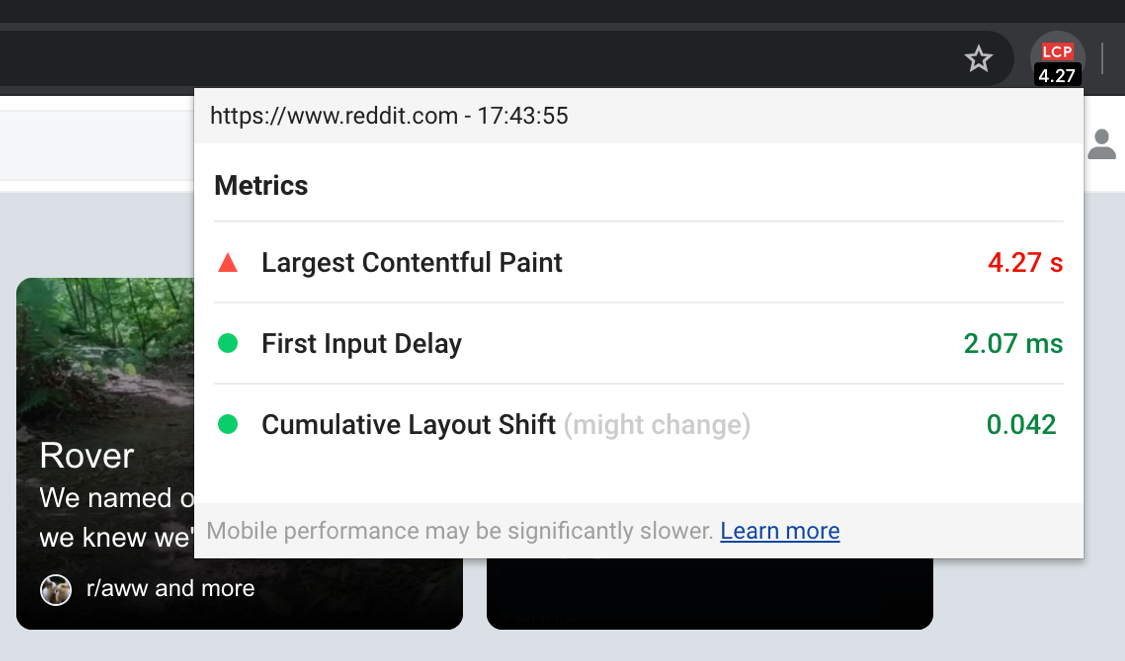 LCP
4.27
https://www.reddit.com - 17:43:55
Metrics
Largest Contentful Paint 4.27 s
First Input Delay 2.07 ms
Cumulative Layout Shift (might change) 0.042
Mobile performance may be significantly slower. Learn more
Rover
We named o
we knew we'
r/aww and more